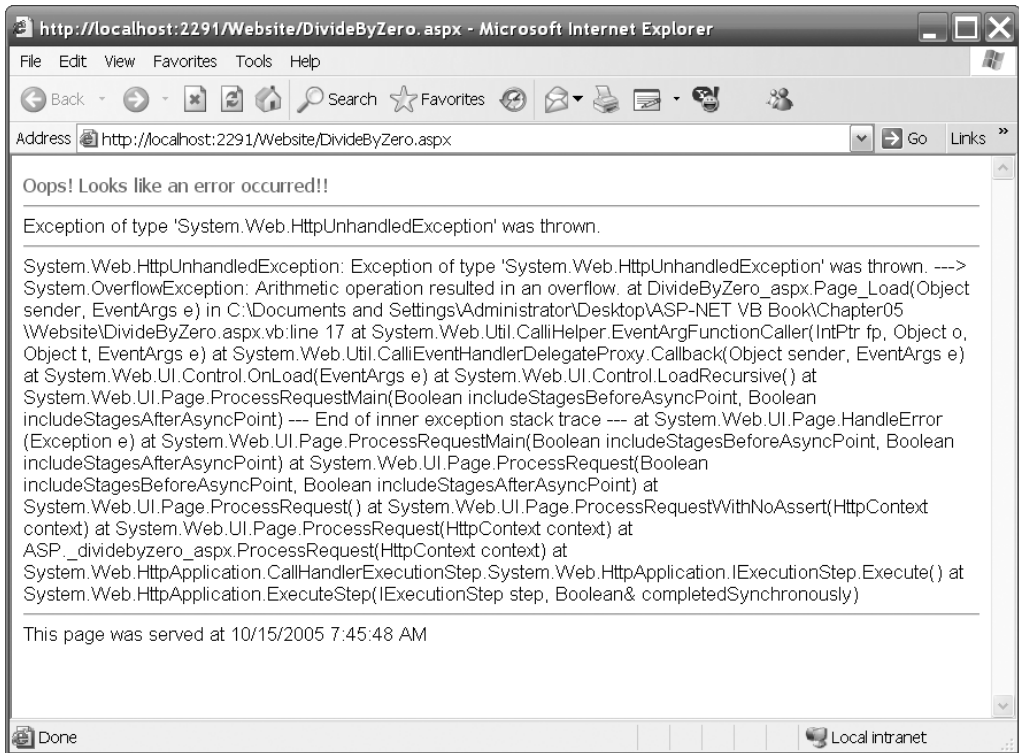 http://localhost:2291/Website/DivideByZero.aspx - Microsoft Internet Explorer
File Edit View Favorites Tools Help
Back Search Favorites
Address http://localhost:2291/Website/DivideByZero.aspx Go Links »
Oops! Looks like an error occurred!!
Exception of type 'System.Web.HttpUnhandledException' was thrown.
System.Web.HttpUnhandledException: Exception of type 'System.Web.HttpUnhandledException' was thrown. --->
System.OverflowException: Arithmetic operation resulted in an overflow. at DivideByZero_aspx.Page_Load(Object
sender, EventArgs e) in C:\Documents and Settings\Administrator\Desktop\ASP-NET VB Book\Chapter05
\Website\DivideByZero.aspx.vb:line 17 at System.Web.Util.CalliHelper.EventArgFunctionCaller(IntPtr fp, Object o,
Object t, EventArgs e) at System.Web.Util.CalliEventHandlerDelegateProxy.Callback(Object sender, EventArgs e)
at System.Web.UI.Control.OnLoad(EventArgs e) at System.Web.UI.Control.LoadRecursive() at
System.Web.UI.Page.ProcessRequestMain(Boolean includeStagesBeforeAsyncPoint, Boolean
includeStagesAfterAsyncPoint) --- End of inner exception stack trace --- at System.Web.UI.Page.HandleError
(Exception e) at System.Web.UI.Page.ProcessRequestMain(Boolean includeStagesBeforeAsyncPoint, Boolean
includeStagesAfterAsyncPoint) at System.Web.UI.Page.ProcessRequest(Boolean
includeStagesBeforeAsyncPoint, Boolean includeStagesAfterAsyncPoint) at
System.Web.UI.Page.ProcessRequest() at System.Web.UI.Page.ProcessRequestWithNoAssert(HttpContext
context) at System.Web.UI.Page.ProcessRequest(HttpContext context) at
ASP._dividebyzero_aspx.ProcessRequest(HttpContext context) at
System.Web.HttpApplication.CallHandlerExecutionStep.System.Web.HttpApplication.IExecutionStep.Execute() at
System.Web.HttpApplication.ExecuteStep(IExecutionStep step, Boolean& completedSynchronously)
This page was served at 10/15/2005 7:45:48 AM
Done Local intranet